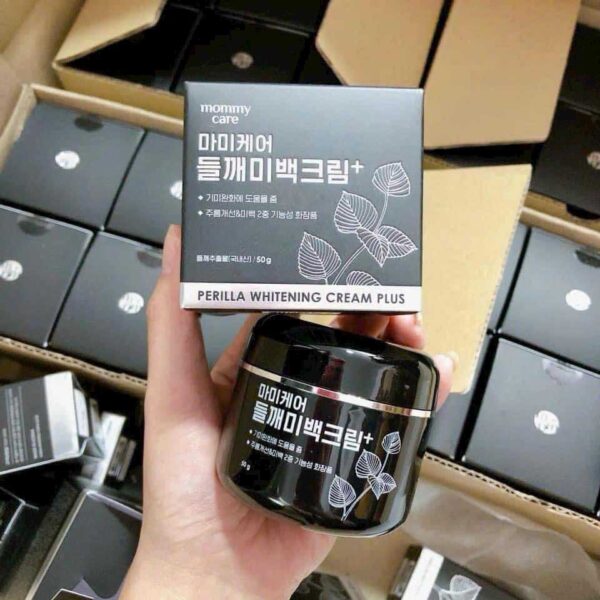 mommy
care
마미케어
들깨미백크림+
기미완화에 도움을 줌
주름개선&미백 2중 기능성 화장품
들깨추출물(국내산) / 50g
PERILLA WHITENING CREAM PLUS
마미케어
들깨미백크림+
기미완화에 도움을 줌
주름개선&미백 2중 기능성 화장품
50g